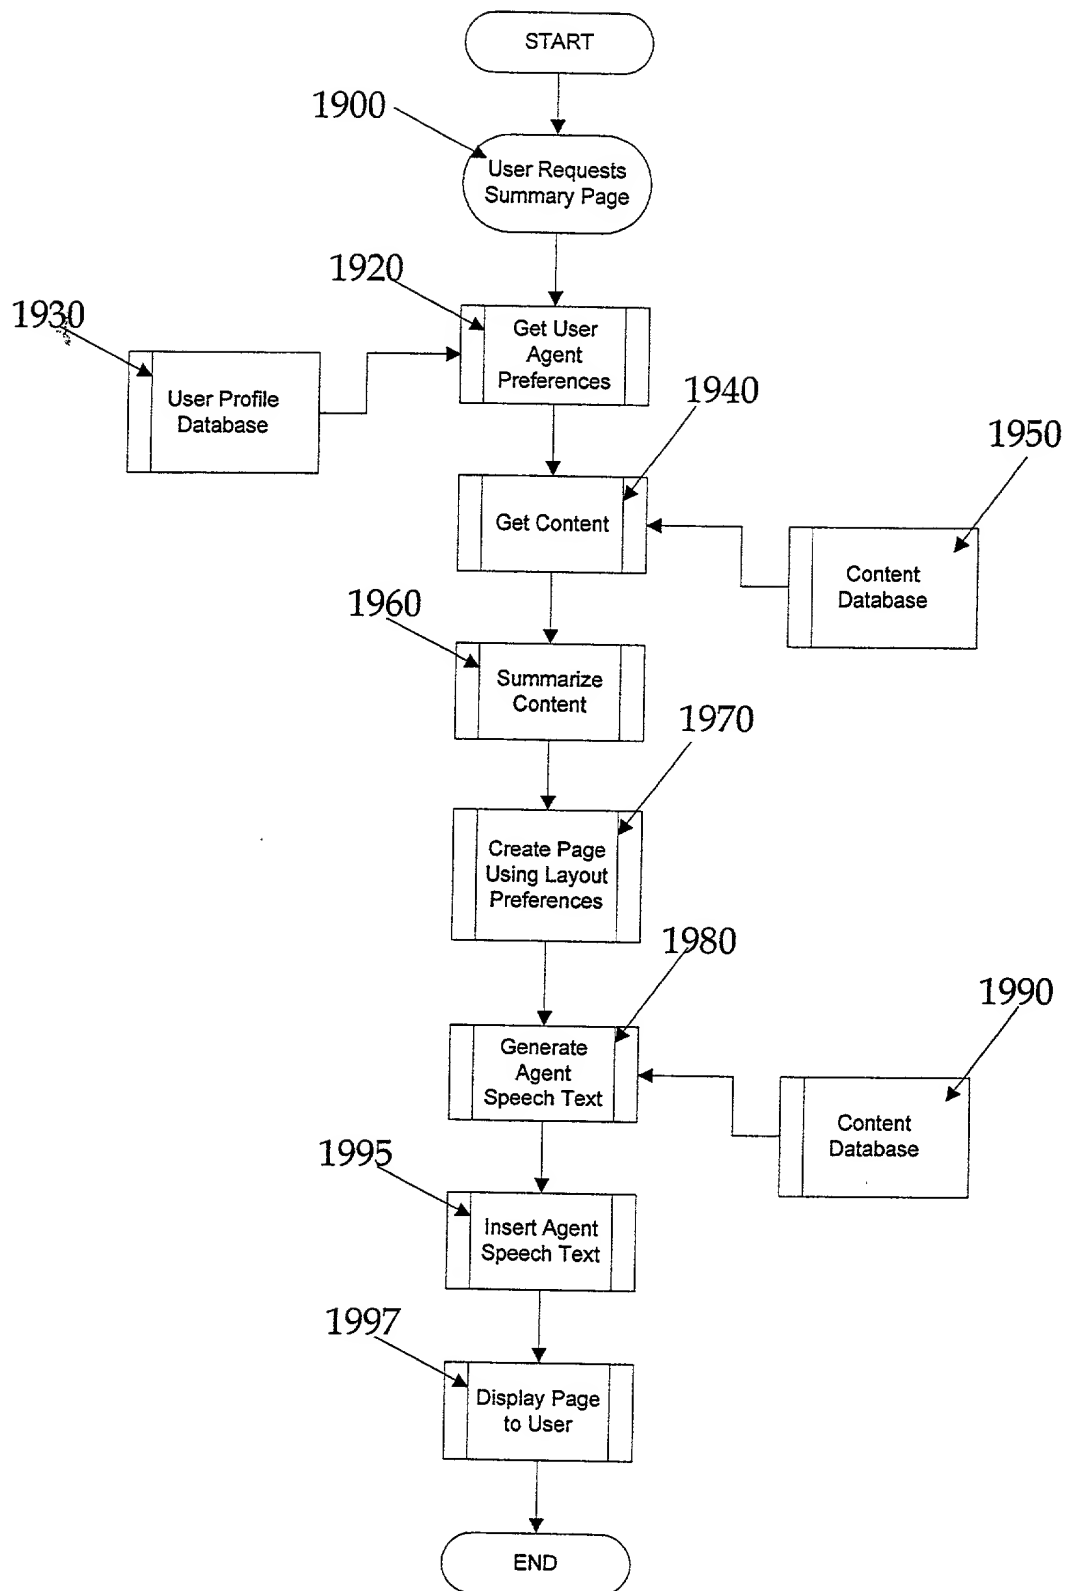 START
1900
User Requests
Summary Page
1920
1930
Get User
Agent
Preferences
User Profile
Database
1940
1950
Get Content
Content
Database
1960
Summarize
Content
1970
Create Page
Using Layout
Preferences
1980
1990
Generate
Agent
Speech Text
Content
Database
1995
Insert Agent
Speech Text
1997
Display Page
to User
END